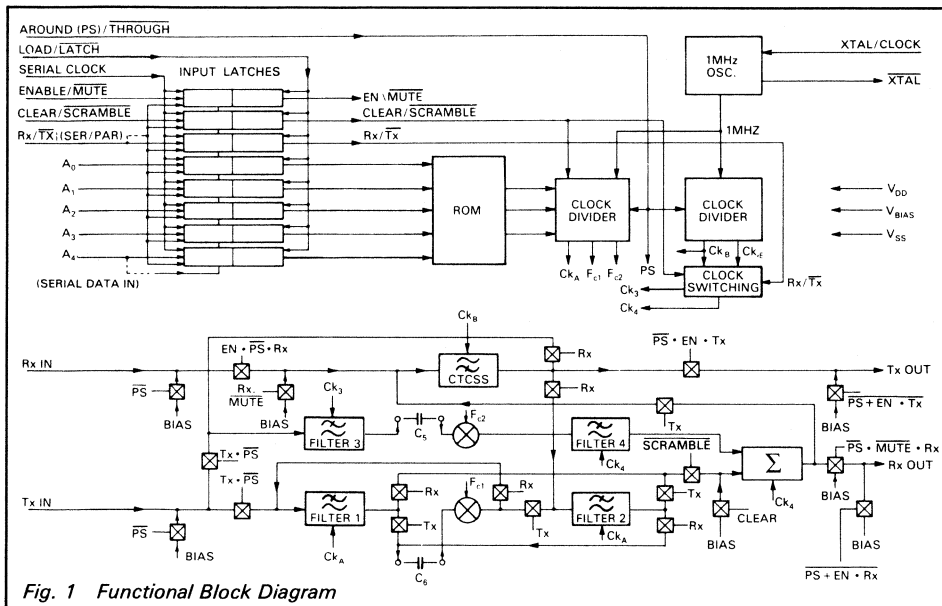 AROUND (PS)/THROUGH
LOAD/LATCH
SERIAL CLOCK
INPUT LATCHES
ENABLE/MUTE
EN\MUTE
CLEAR/SCRAMBLE
CLEAR/SCRAMBLE
Rx/TX (SER/PAR)
Rx/Tx
A0
A1
A2
A3
A4
(SERIAL DATA IN)
ROM
CLOCK
DIVIDER
CkA
Fc1
Fc2
PS
1MHz
OSC.
XTAL/CLOCK
XTAL
1MHZ
CLOCK
DIVIDER
CkB
CLOCK
SWITCHING
Ck3
Ck4
Rx/Tx
VDD
VBIAS
VSS
CkB
Rx IN
EN • PS • Rx
PS
BIAS
Rx.
MUTE
BIAS
CTCSS
Rx
Rx
PS • EN • Tx
Tx OUT
BIAS
PS + EN • Tx
Ck3
FILTER 3
C5
Fc2
FILTER 4
Ck4
Tx
SCRAMBLE
Σ
Ck4
PS • MUTE • Rx
Rx OUT
BIAS
Tx • PS
Tx • PS
Tx IN
PS
BIAS
FILTER 1
CkA
Rx
Tx
C6
Fc1
Rx
Tx
FILTER 2
CkA
Tx
Rx
CLEAR
BIAS
BIAS
PS + EN • Rx
Fig. 1 Functional Block Diagram